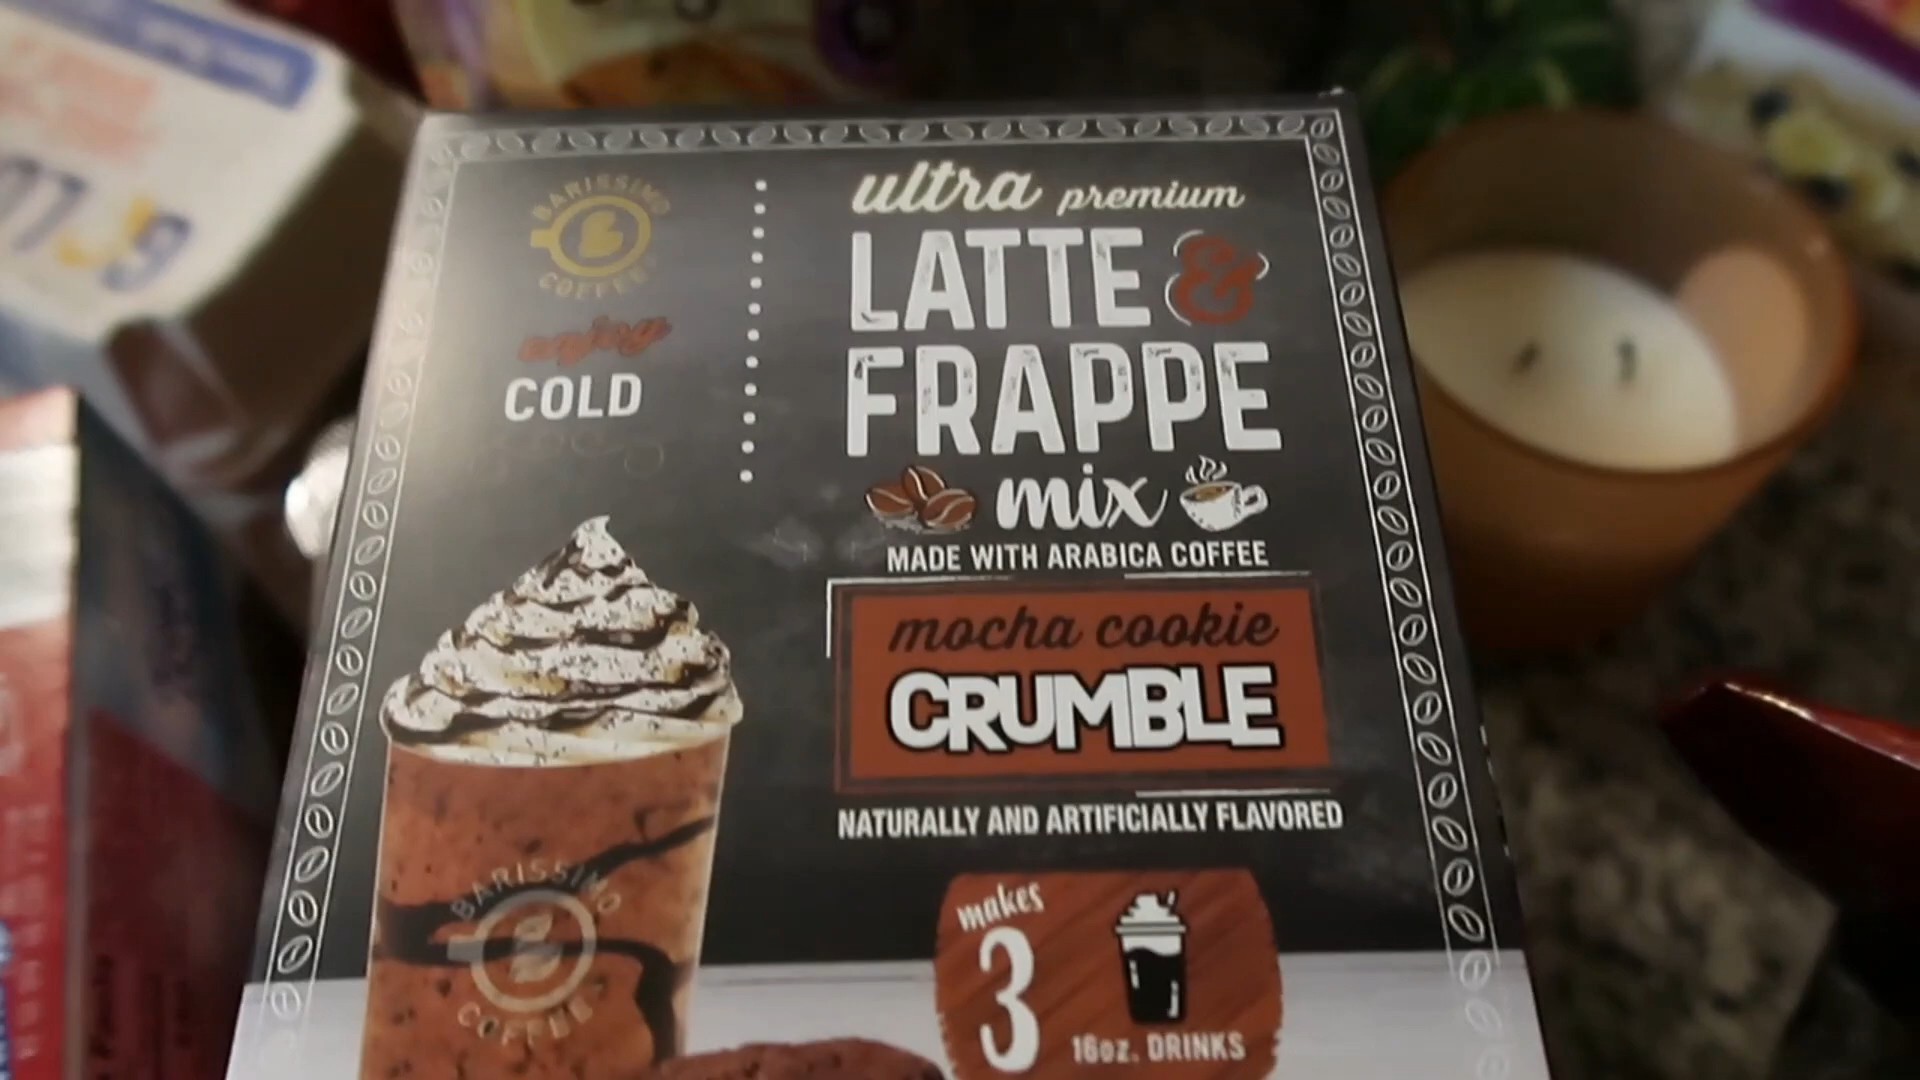 BARISSIMO
COFFEE
enjoy
COLD
ultra premium
LATTE &
FRAPPE
mix
MADE WITH ARABICA COFFEE
mocha cookie
CRUMBLE
NATURALLY AND ARTIFICIALLY FLAVORED
makes
3
16oz. DRINKS
BARISSIMO
COFFEE